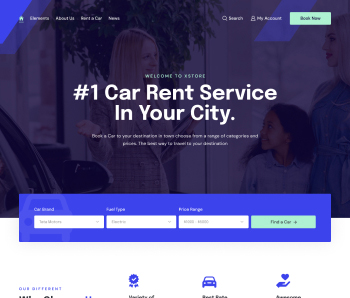 Elements About Us Rent a Car News Search My Account Book Now
WELCOME TO XSTORE
#1 Car Rent Service
In Your City.
Book a Car to your destination in town choose from a range of categories and
prices. The best way to travel to your destination
Car Brand Fuel Type Price Range
Tata Motors Electric Find a Car
OUR DIFFERENT
Variety of Best Rate Awesome